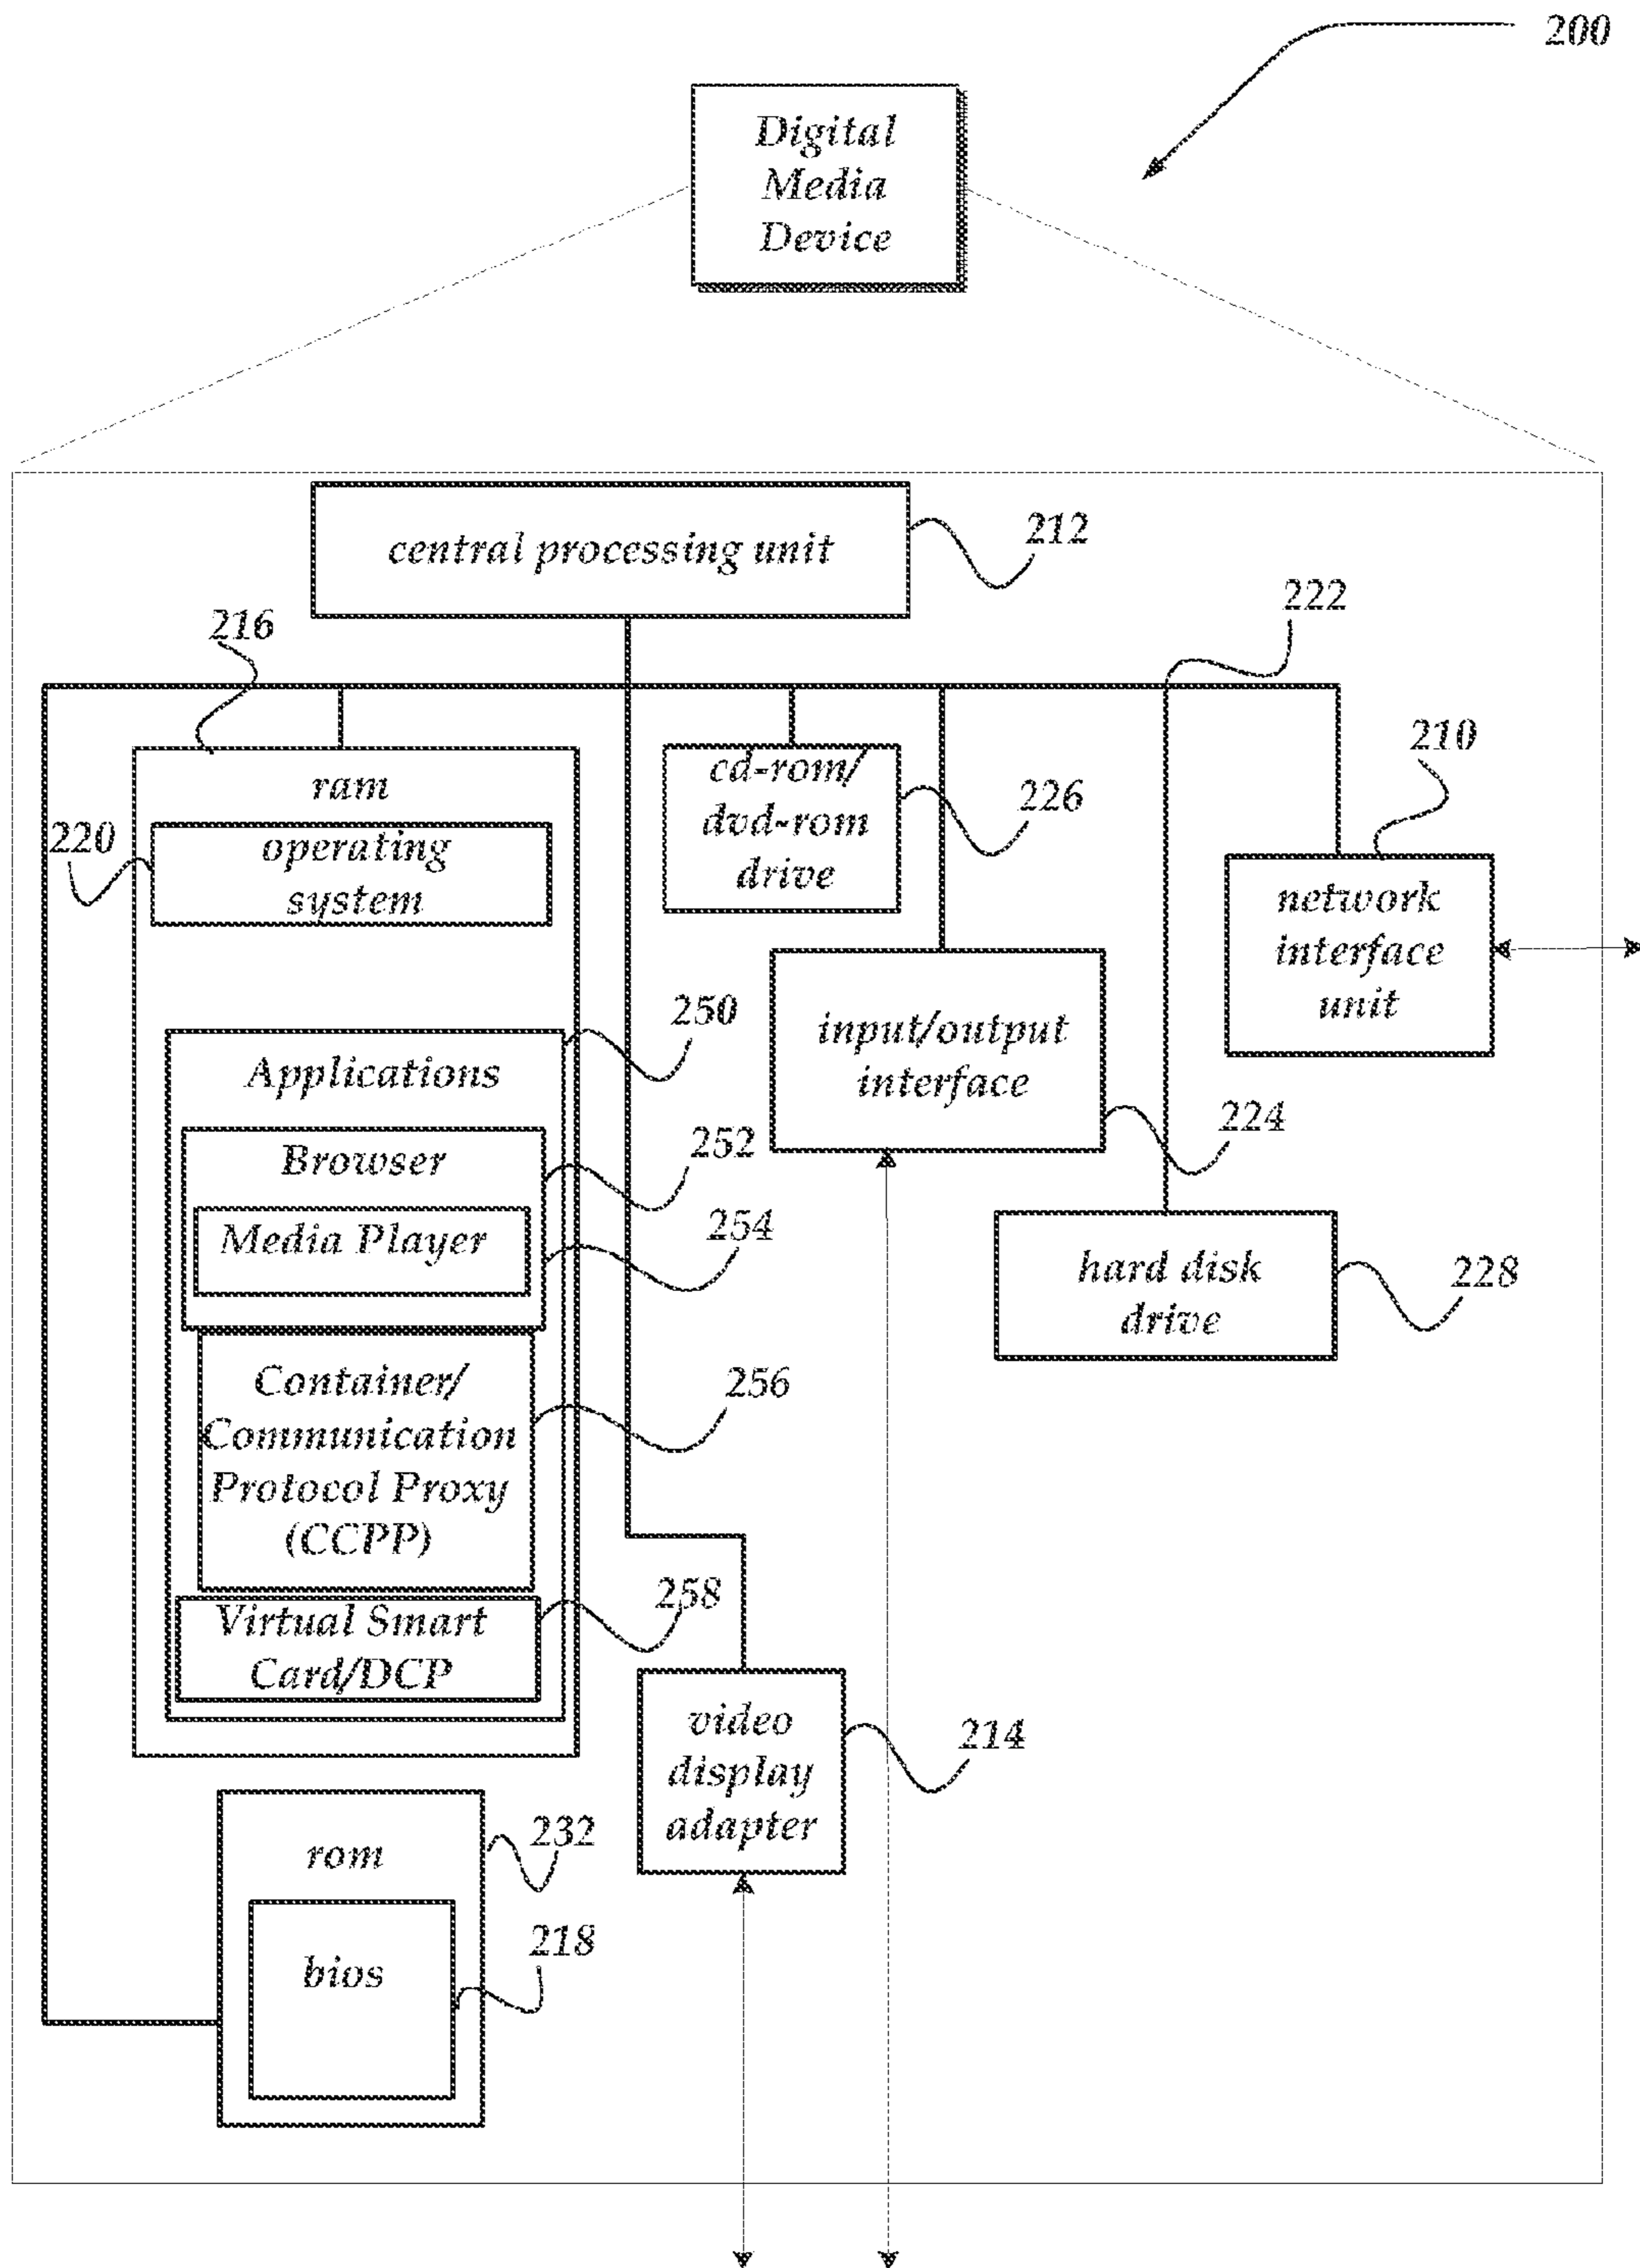 200
Digital
Media
Device
central processing unit
212
222
216
210
ram
cd-rom/
dvd-rom
drive
226
220
operating
system
network
interface
unit
250
input/output
interface
Applications
224
252
Browser
254
Media Player
hard disk
drive
228
256
Container/
Communication
Protocol Proxy
(CCPP)
258
Virtual Smart
Card/DCP
video
display
adapter
214
232
rom
218
bios